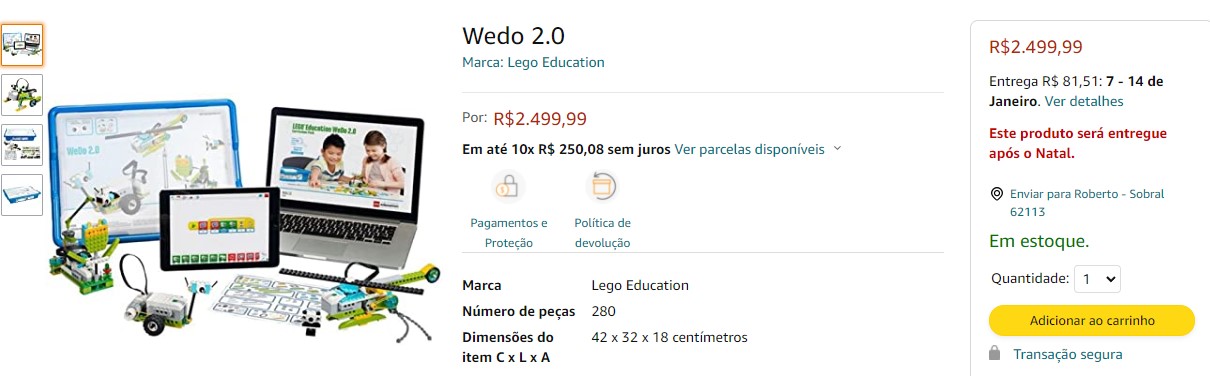 Wedo 2.0
Marca: Lego Education
Por: R$2.499,99
Em até 10x R$ 250,08 sem juros Ver parcelas disponíveis
Pagamentos e
Proteção
Política de
devolução
Marca Lego Education
Número de peças 280
Dimensões do
item C x L x A
42 x 32 x 18 centímetros
R$2.499,99
Entrega R$ 81,51: 7 - 14 de
Janeiro. Ver detalhes
Este produto será entregue
após o Natal.
Enviar para Roberto - Sobral
62113
Em estoque.
Quantidade: 1
Adicionar ao carrinho
Transação segura
WeDo 2.0
LEGO Education WeDo 2.0